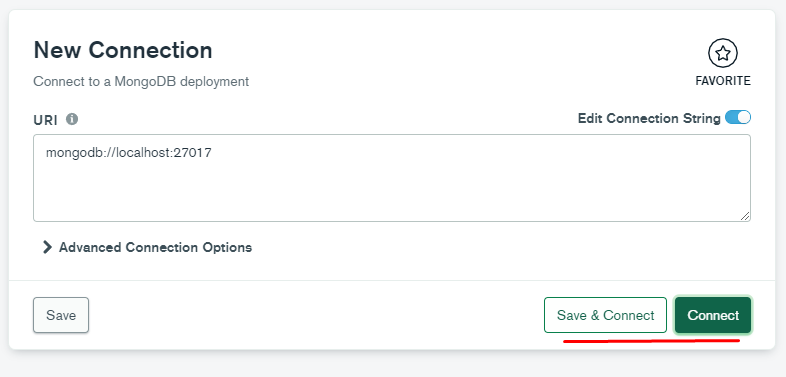 New Connection
Connect to a MongoDB deployment
FAVORITE
URI
Edit Connection String
mongodb://localhost:27017
Advanced Connection Options
Save
Save & Connect
Connect